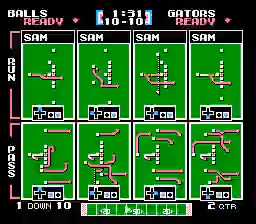 BALLS 1:31 GATORS
READY 10-10 READY
SAM SAM SAM SAM
RUN
PASS
1 DOWN 10 2 QTR